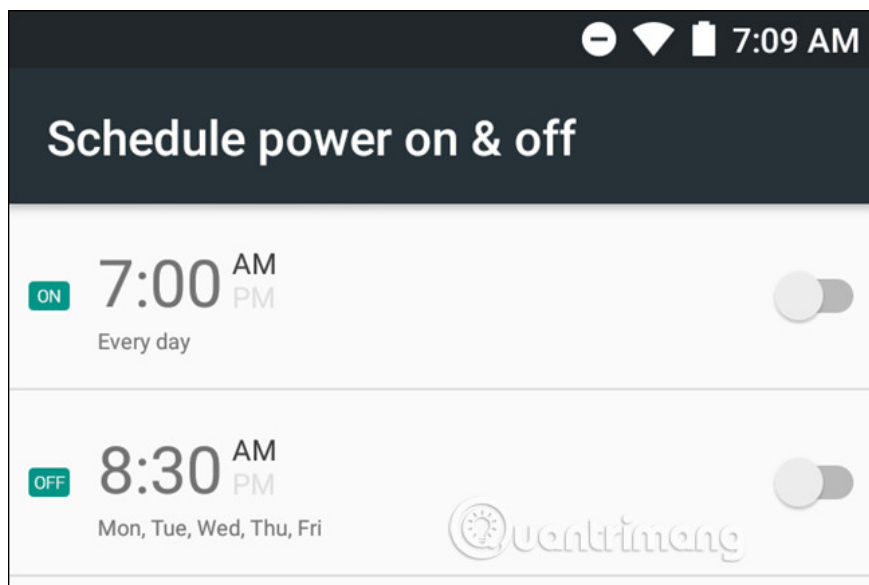 7:09 AM
Schedule power on & off
ON
7:00 AM
PM
Every day
OFF
8:30 AM
PM
Mon, Tue, Wed, Thu, Fri
Quantrimang